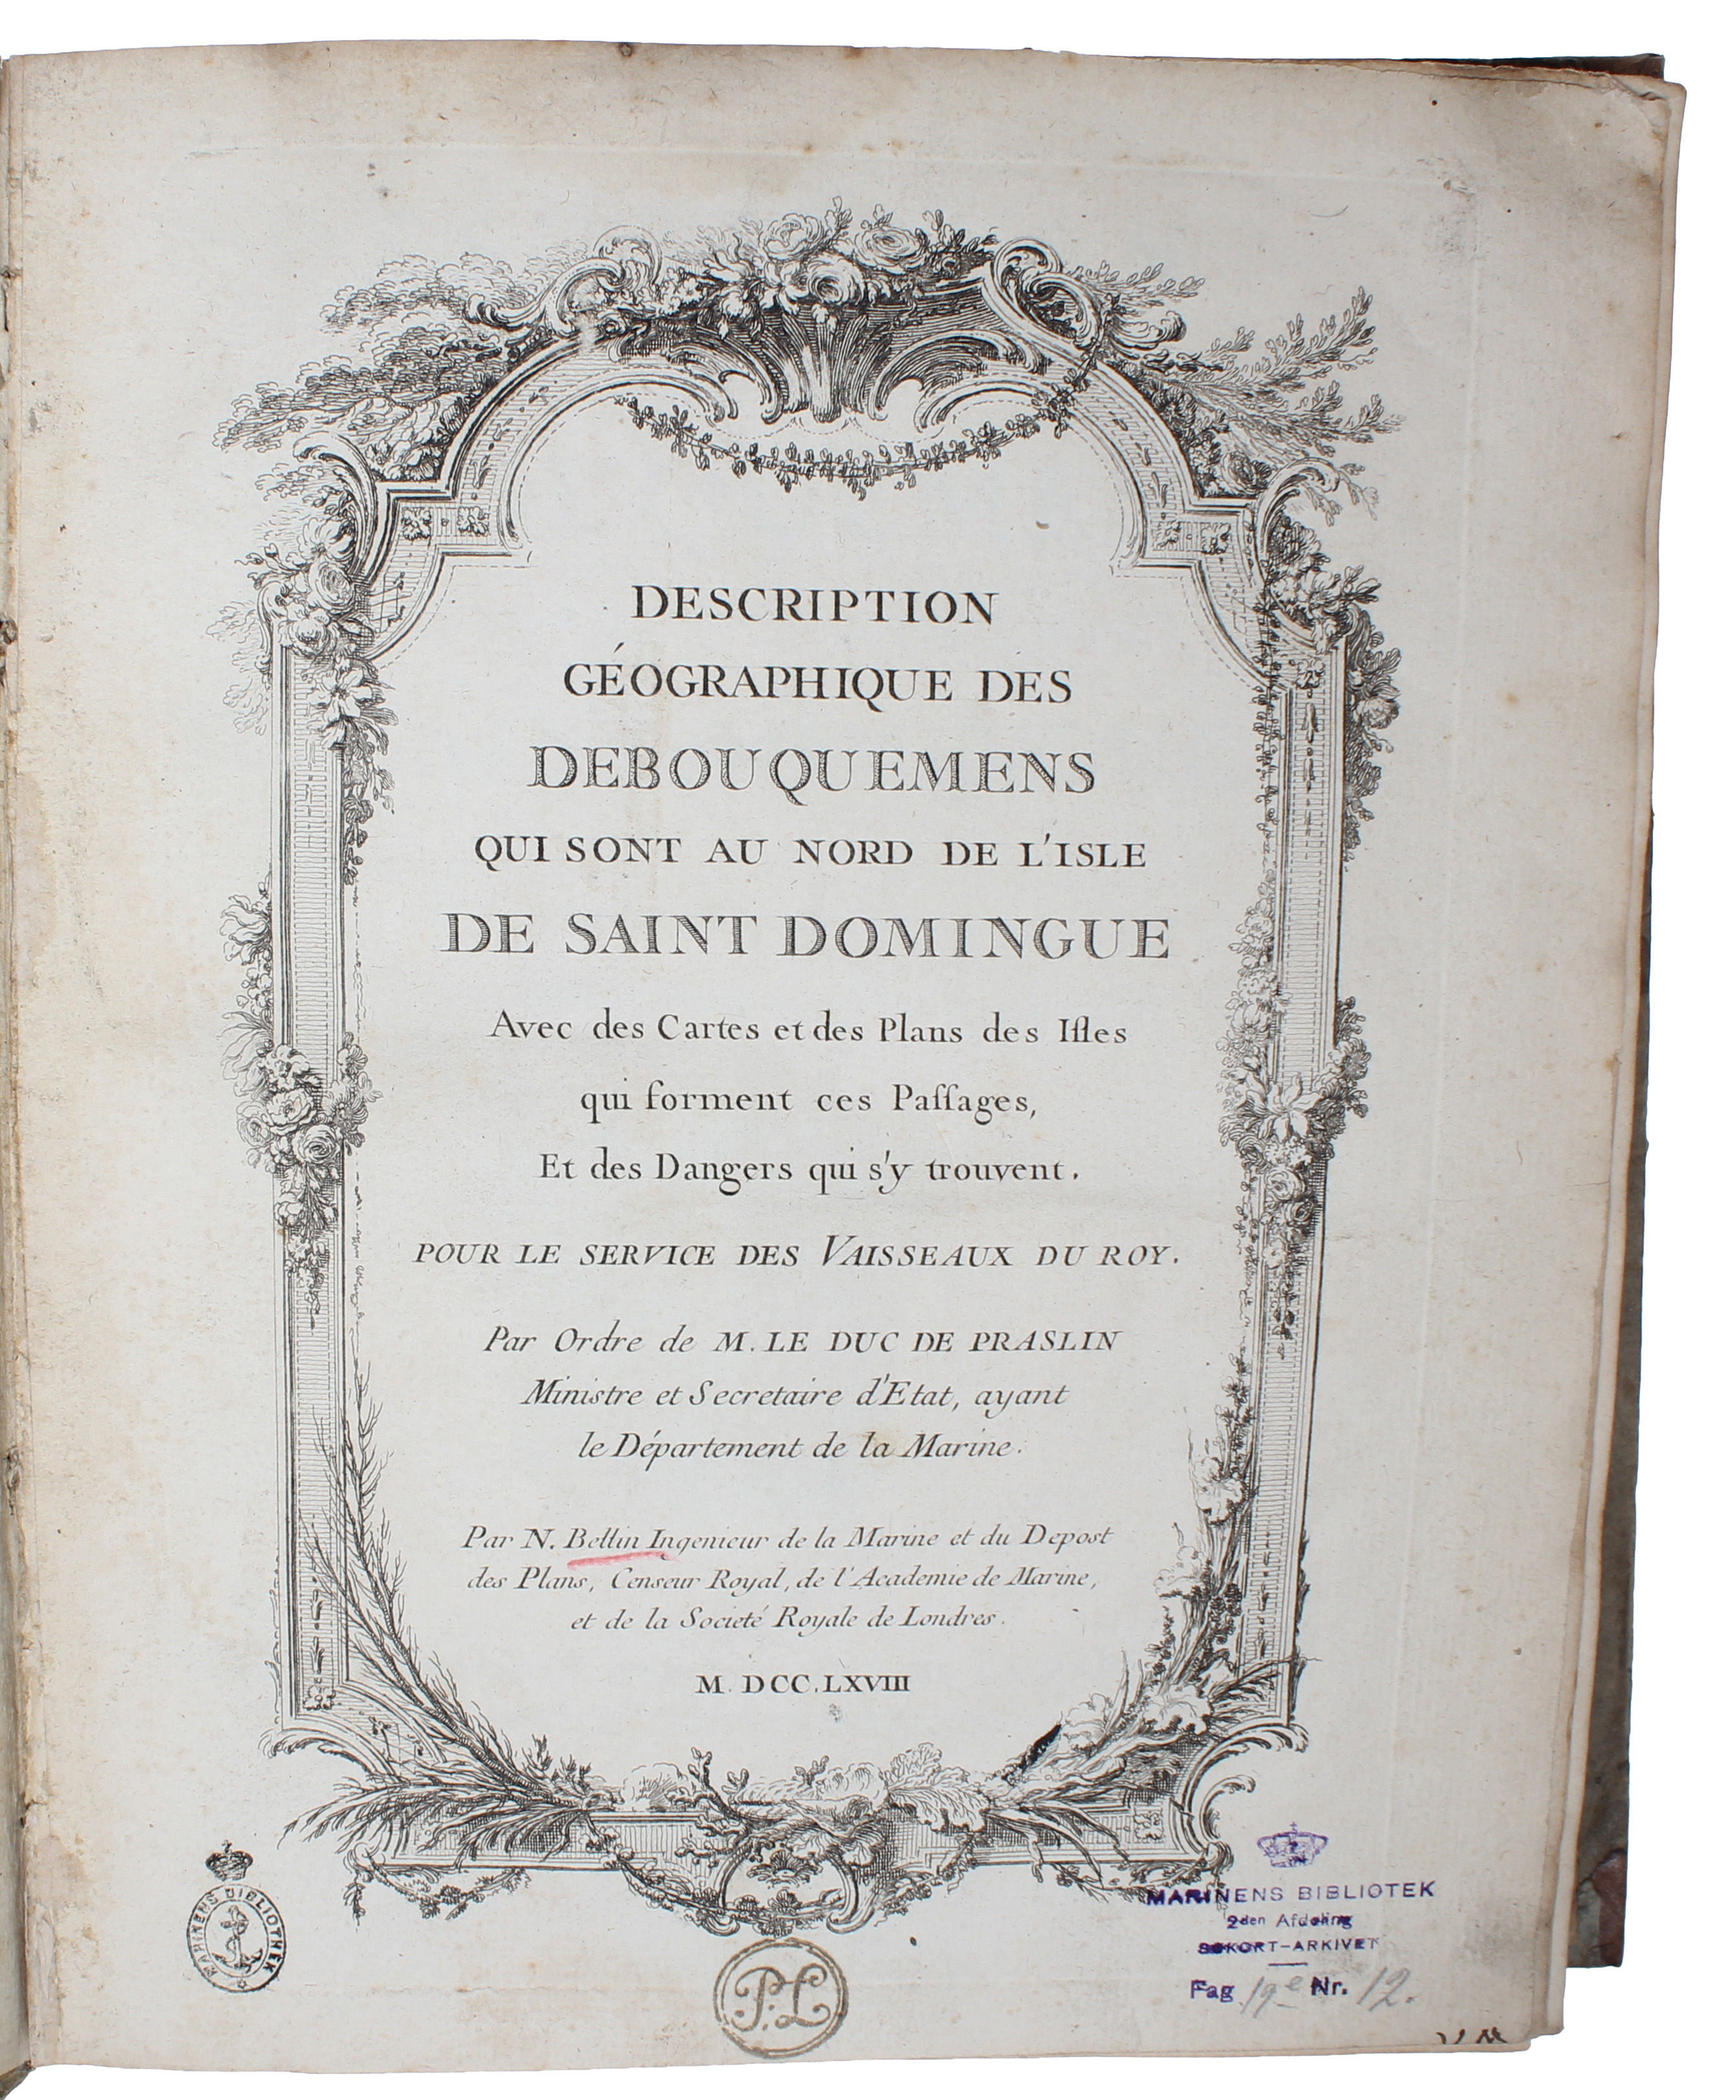 DESCRIPTION
GÉOGRAPHIQUE DES
DEBOUQUEMENS
QUI SONT AU NORD DE L'ISLE
DE SAINT DOMINGUE
Avec des Cartes et des Plans des Iſles
qui forment ces Paſſages,
Et des Dangers qui s'y trouvent.
POUR LE SERVICE DES VAISSEAUX DU ROY.
Par Ordre de M. LE DUC DE PRASLIN
Ministre et Secretaire d'Etat, ayant
le Département de la Marine.
Par N. Bellin Ingenieur de la Marine et du Depost
des Plans, Censeur Royal, de l'Academie de Marine,
et de la Societé Royale de Londres.
M. DCC. LXVIII
MARINENS BIBLIOTHEK
P. L
MARINENS BIBLIOTEK
2den Afdeling
SØKORT-ARKIVET
Fag 19e Nr. 12.